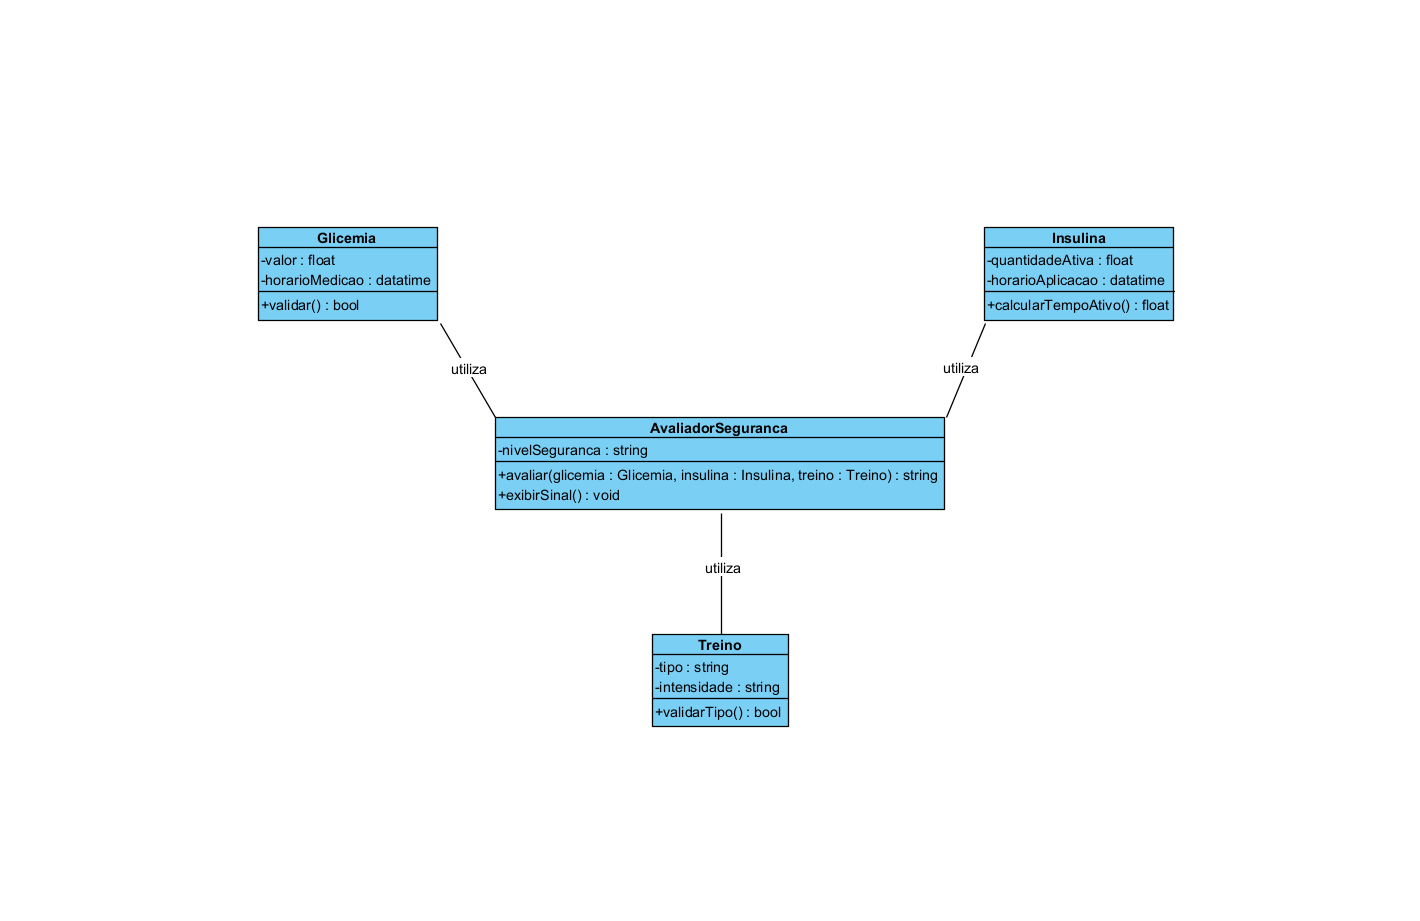 Glicemia
-valor : float
-horarioMedicao : datatime
+validar() : bool
Insulina
-quantidadeAtiva : float
-horarioAplicacao : datatime
+calcularTempoAtivo() : float
utiliza
utiliza
AvaliadorSeguranca
-nivelSeguranca : string
+avaliar(glicemia : Glicemia, insulina : Insulina, treino : Treino) : string
+exibirSinal() : void
utiliza
Treino
-tipo : string
-intensidade : string
+validarTipo() : bool